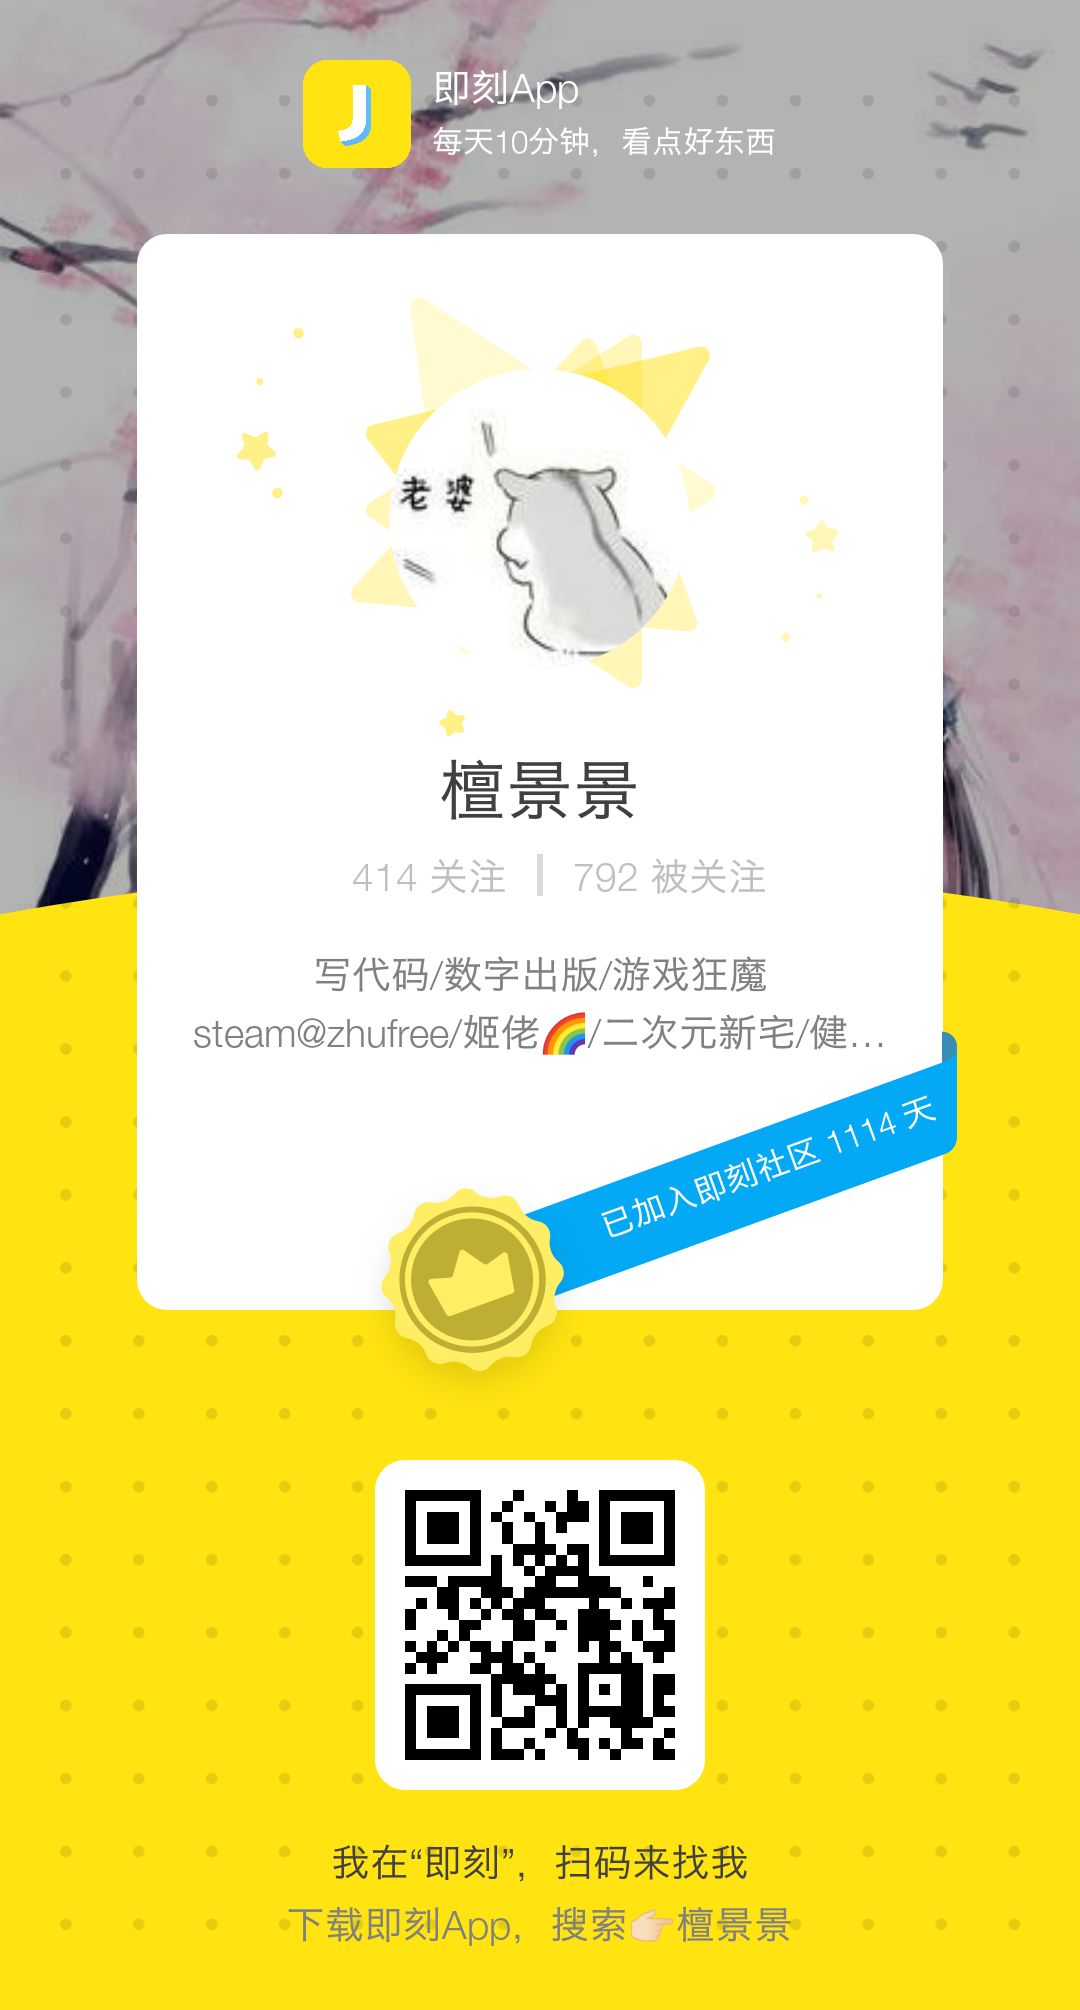 即刻App
每天10分钟，看点好东西
老婆
檀景景
414 关注 | 792 被关注
写代码/数字出版/游戏狂魔
steam@zhufree/姬佬🌈/二次元新宅/健...
已加入即刻社区 1114 天
我在“即刻”，扫码来找我
下载即刻App，搜索👉🏻檀景景